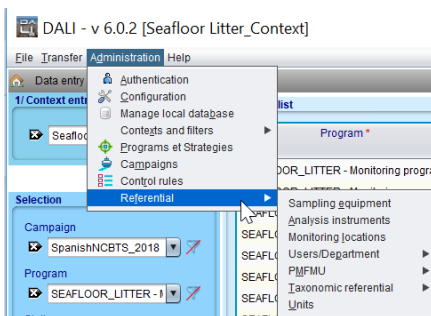 DALI - v 6.0.2 [Seafloor Litter_Context]
File Transfer Administration Help
Data entry
Authentication
Configuration
Manage local database
Contexts and filters
Programs et Strategies
Campaigns
Control rules
Referential
1/ Context entr
list
Seafloo
Program *
OOR_LITTER - Monitoring progra
Selection
Campaign
SpanishNCBTS_2018
Program
SEAFLOOR_LITTER - M
SEAFL
SEAFLO
SEAFLO
SEAFLO
SEAFLO
Sampling equipment
Analysis instruments
Monitoring locations
Users/Department
PMFMU
Taxonomic referential
Units